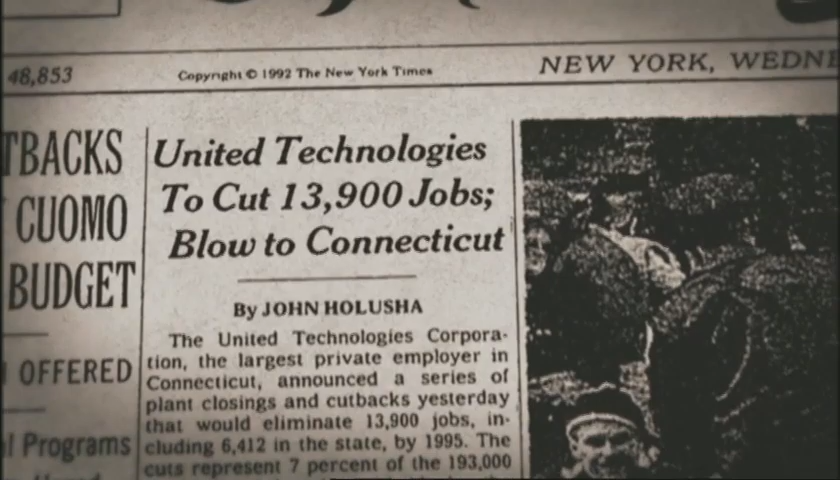 48,853
Copyright © 1992 The New York Times
NEW YORK, WEDNE
TBACKS
CUOMO
BUDGET
OFFERED
l Programs
United Technologies
To Cut 13,900 Jobs;
Blow to Connecticut
By JOHN HOLUSHA
The United Technologies Corpora-
tion, the largest private employer in
Connecticut, announced a series of
plant closings and cutbacks yesterday
that would eliminate 13,900 jobs, in-
cluding 6,412 in the state, by 1995. The
cuts represent 7 percent of the 193,000